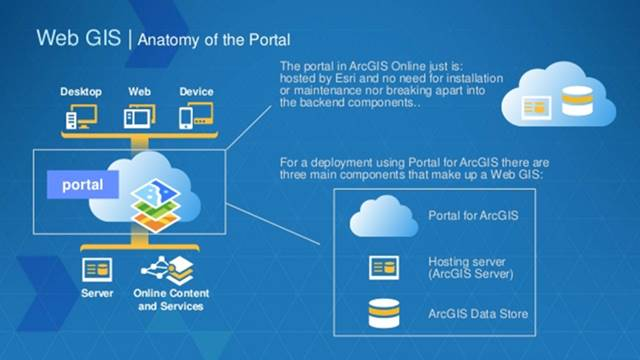 Web GIS | Anatomy of the Portal
The portal in ArcGIS Online just is:
hosted by Esri and no need for installation
or maintenance nor breaking apart into
the backend components..
Desktop
Web
Device
portal
For a deployment using Portal for ArcGIS there are
three main components that make up a Web GIS:
Portal for ArcGIS
Hosting server
(ArcGIS Server)
ArcGIS Data Store
Server
Online Content
and Services